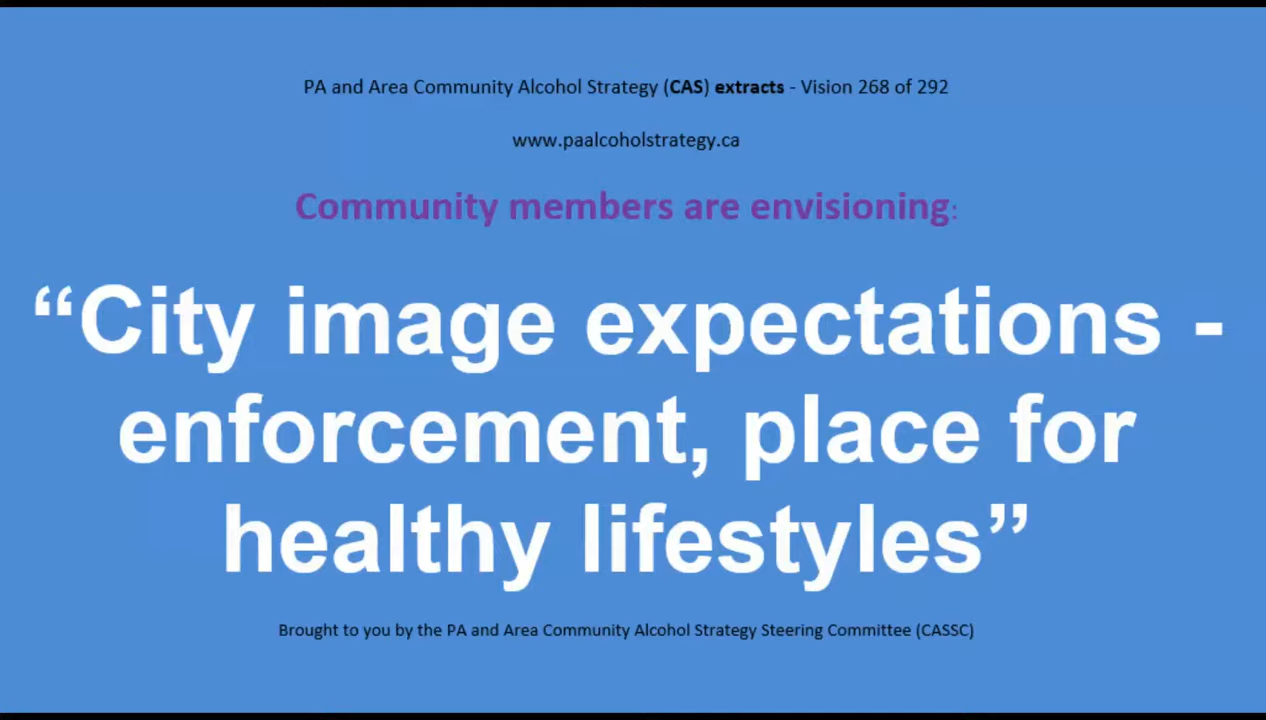 PA and Area Community Alcohol Strategy (CAS) extracts - Vision 268 of 292
www.paalcoholstrategy.ca
Community members are envisioning:
“City image expectations -
enforcement, place for
healthy lifestyles”
Brought to you by the PA and Area Community Alcohol Strategy Steering Committee (CASSC)